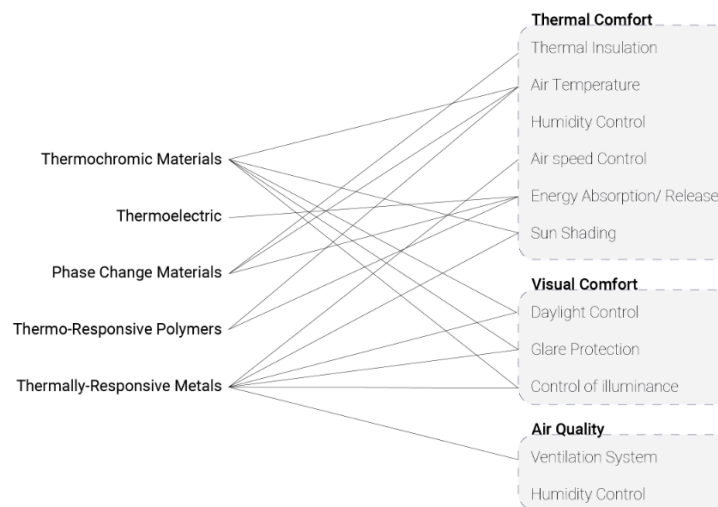 Thermochromic Materials
Thermoelectric
Phase Change Materials
Thermo-Responsive Polymers
Thermally-Responsive Metals
Thermal Comfort
Thermal Insulation
Air Temperature
Humidity Control
Air speed Control
Energy Absorption/ Release
Sun Shading
Visual Comfort
Daylight Control
Glare Protection
Control of illuminance
Air Quality
Ventilation System
Humidity Control